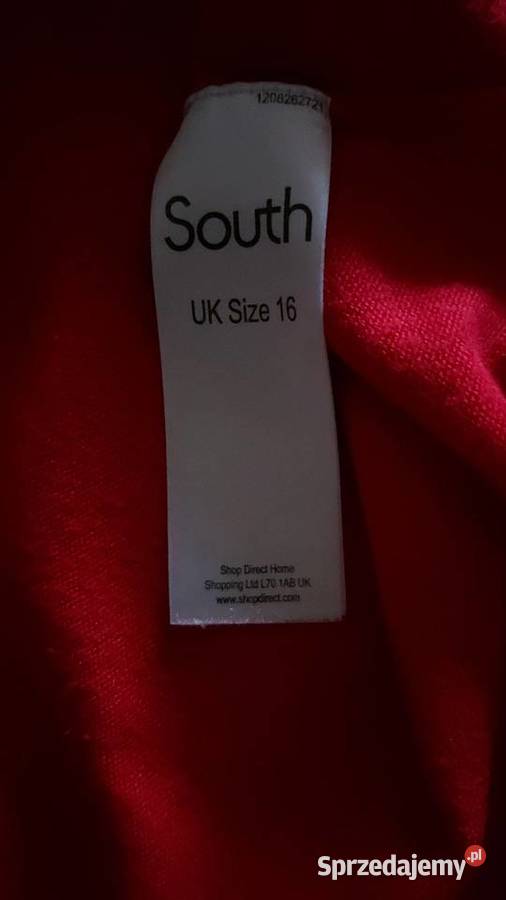 1208262721
South
UK Size 16
Shop Direct Home
Shopping Ltd L70 1AB UK
www.shopdirect.com
Sprzedajemy.pl